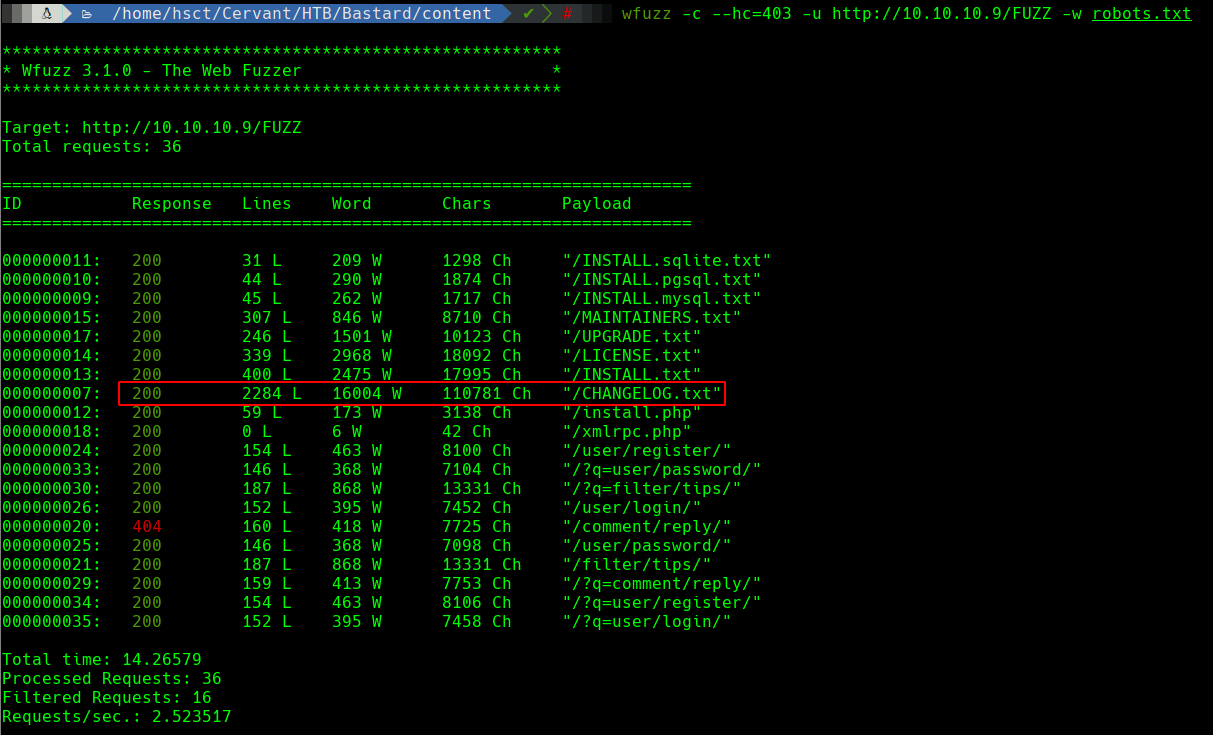 /home/hsct/Cervant/HTB/Bastard/content ✔ # wfuzz -c --hc=403 -u http://10.10.10.9/FUZZ -w robots.txt
********************************************************
* Wfuzz 3.1.0 - The Web Fuzzer                         *
********************************************************
Target: http://10.10.10.9/FUZZ
Total requests: 36
=====================================================================
ID           Response   Lines    Word       Chars       Payload
=====================================================================
000000011:   200        31 L     209 W      1298 Ch     "/INSTALL.sqlite.txt"
000000010:   200        44 L     290 W      1874 Ch     "/INSTALL.pgsql.txt"
000000009:   200        45 L     262 W      1717 Ch     "/INSTALL.mysql.txt"
000000015:   200        307 L    846 W      8710 Ch     "/MAINTAINERS.txt"
000000017:   200        246 L    1501 W     10123 Ch    "/UPGRADE.txt"
000000014:   200        339 L    2968 W     18092 Ch    "/LICENSE.txt"
000000013:   200        400 L    2475 W     17995 Ch    "/INSTALL.txt"
000000007:   200        2284 L   16004 W    110781 Ch   "/CHANGELOG.txt"
000000012:   200        59 L     173 W      3138 Ch     "/install.php"
000000018:   200        0 L      6 W        42 Ch       "/xmlrpc.php"
000000024:   200        154 L    463 W      8100 Ch     "/user/register/"
000000033:   200        146 L    368 W      7104 Ch     "/?q=user/password/"
000000030:   200        187 L    868 W      13331 Ch    "/?q=filter/tips/"
000000026:   200        152 L    395 W      7452 Ch     "/user/login/"
000000020:   404        160 L    418 W      7725 Ch     "/comment/reply/"
000000025:   200        146 L    368 W      7098 Ch     "/user/password/"
000000021:   200        187 L    868 W      13331 Ch    "/filter/tips/"
000000029:   200        159 L    413 W      7753 Ch     "/?q=comment/reply/"
000000034:   200        154 L    463 W      8106 Ch     "/?q=user/register/"
000000035:   200        152 L    395 W      7458 Ch     "/?q=user/login/"
Total time: 14.26579
Processed Requests: 36
Filtered Requests: 16
Requests/sec.: 2.523517